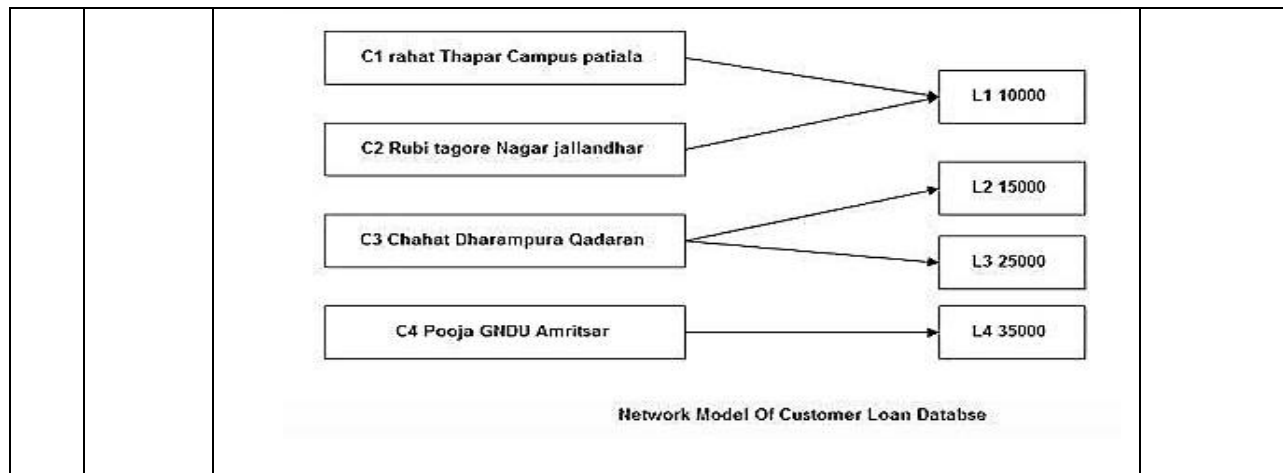 C1 rahat Thapar Campus patiala
L1 10000
C2 Rubi tagore Nagar jallandhar
L2 15000
C3 Chahat Dharampura Qadaran
L3 25000
C4 Pooja GNDU Amritsar
L4 35000
Network Model Of Customer Loan Databse